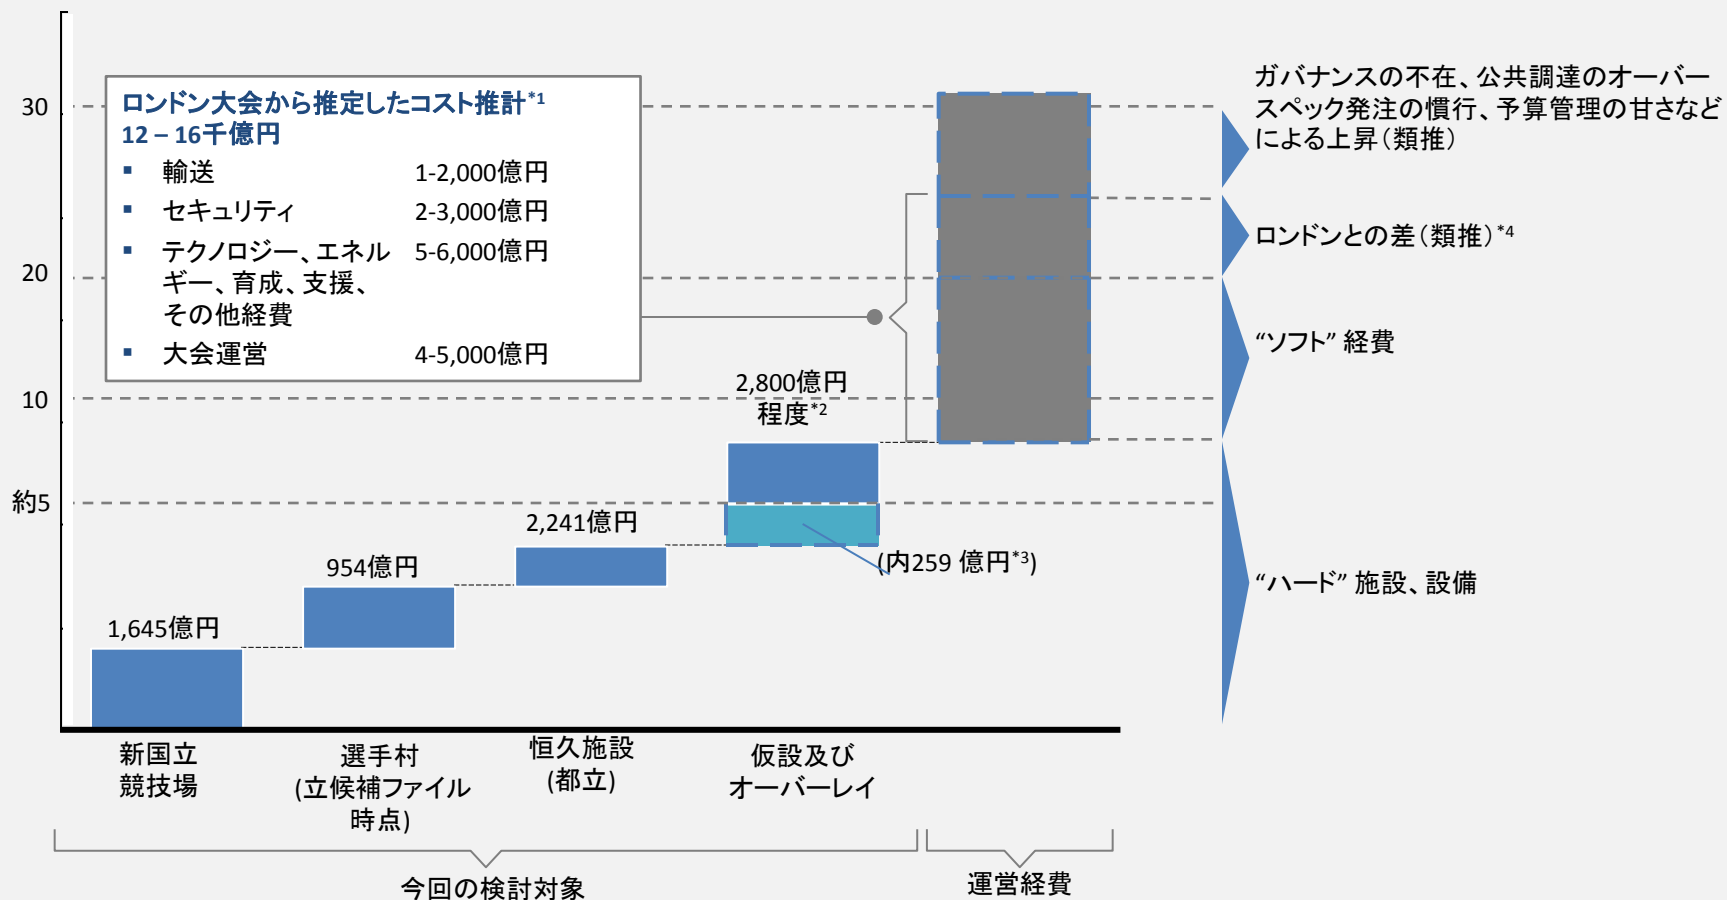 30
20
10
約5
ロンドン大会から推定したコスト推計*1
12 – 16千億円
▪ 輸送 1-2,000億円
▪ セキュリティ 2-3,000億円
▪ テクノロジー、エネル 5-6,000億円
ギー、育成、支援、
その他経費
▪ 大会運営 4-5,000億円
1,645億円
954億円
2,241億円
2,800億円
程度*2
(内259 億円*3)
ガバナンスの不在、公共調達のオーバー
スペック発注の慣行、予算管理の甘さなど
による上昇(類推)
ロンドンとの差(類推)*4
“ソフト” 経費
“ハード” 施設、設備
新国立
競技場
選手村
(立候補ファイル
時点)
恒久施設
(都立)
仮設及び
オーバーレイ
今回の検討対象
運営経費